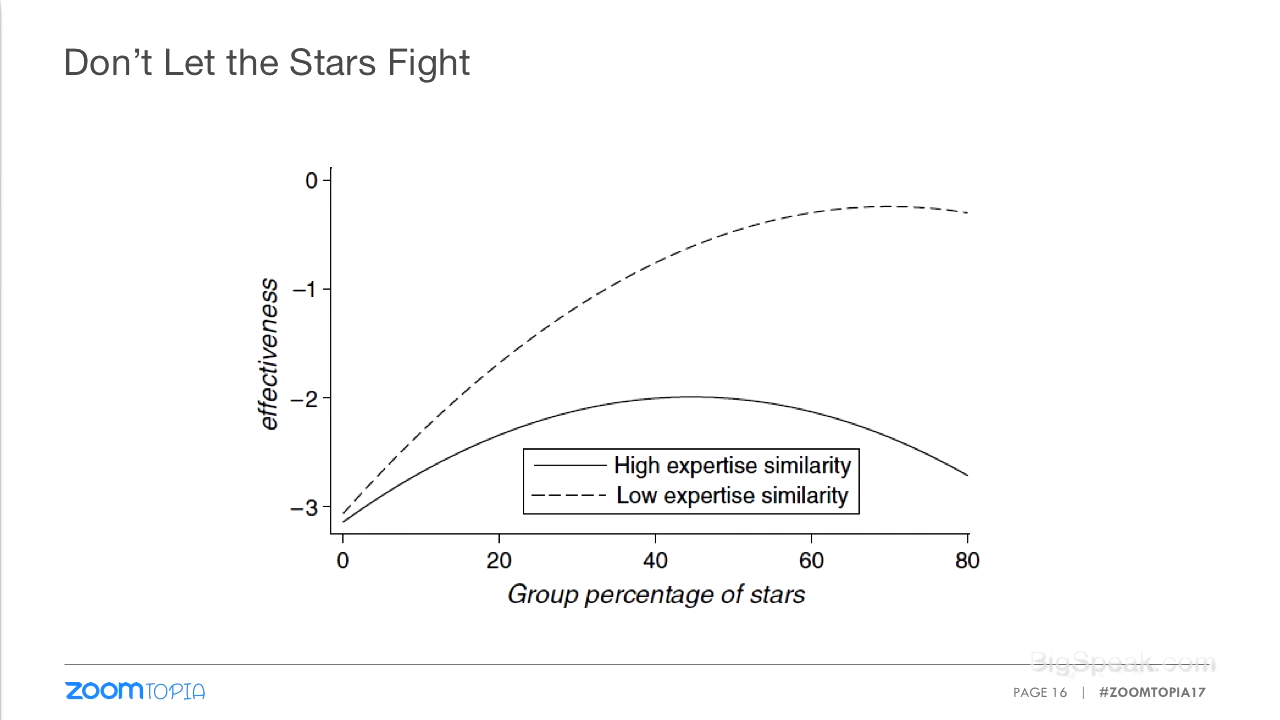 Don't Let the Stars Fight
0
−1
−2
−3
effectiveness
High expertise similarity
Low expertise similarity
0 20 40 60 80
Group percentage of stars
BigSpeak.com
ZOOMTOPIA
PAGE 16 | #ZOOMTOPIA17